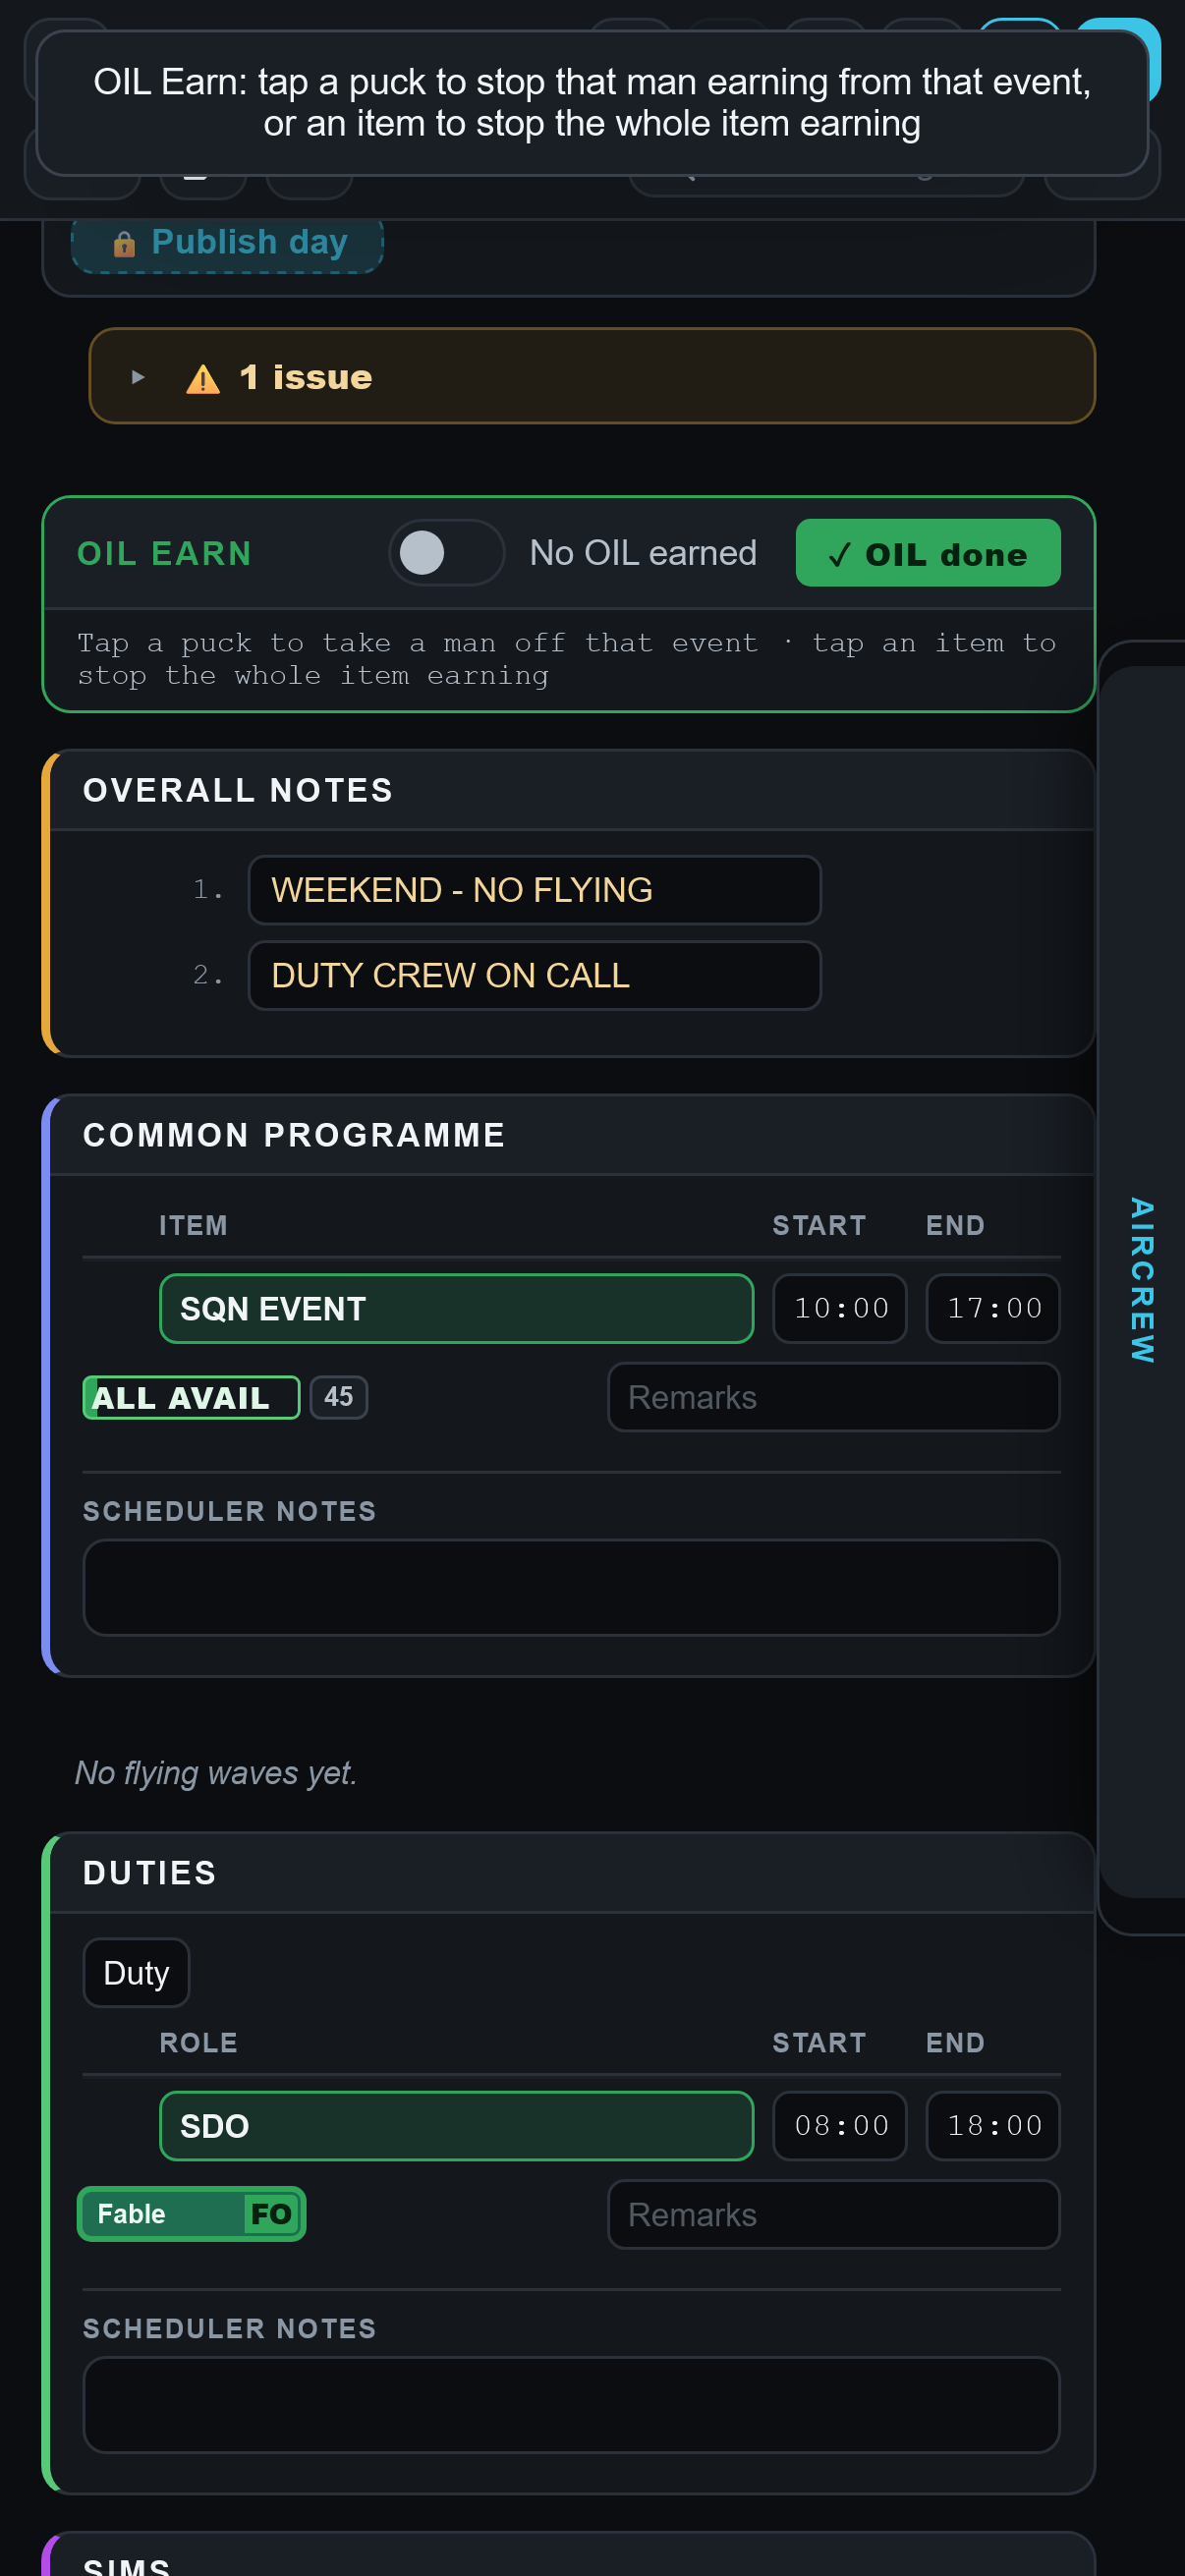 OIL Earn: tap a puck to stop that man earning from that event,
or an item to stop the whole item earning
🔒 Publish day
▸ ⚠️ 1 issue
OIL EARN No OIL earned ✓ OIL done
Tap a puck to take a man off that event · tap an item to
stop the whole item earning
OVERALL NOTES
1. WEEKEND - NO FLYING
2. DUTY CREW ON CALL
COMMON PROGRAMME
ITEM START END
SQN EVENT 10:00 17:00
ALL AVAIL 45 Remarks
SCHEDULER NOTES
AIRCREW
No flying waves yet.
DUTIES
Duty
ROLE START END
SDO 08:00 18:00
Fable FO Remarks
SCHEDULER NOTES
SIMS